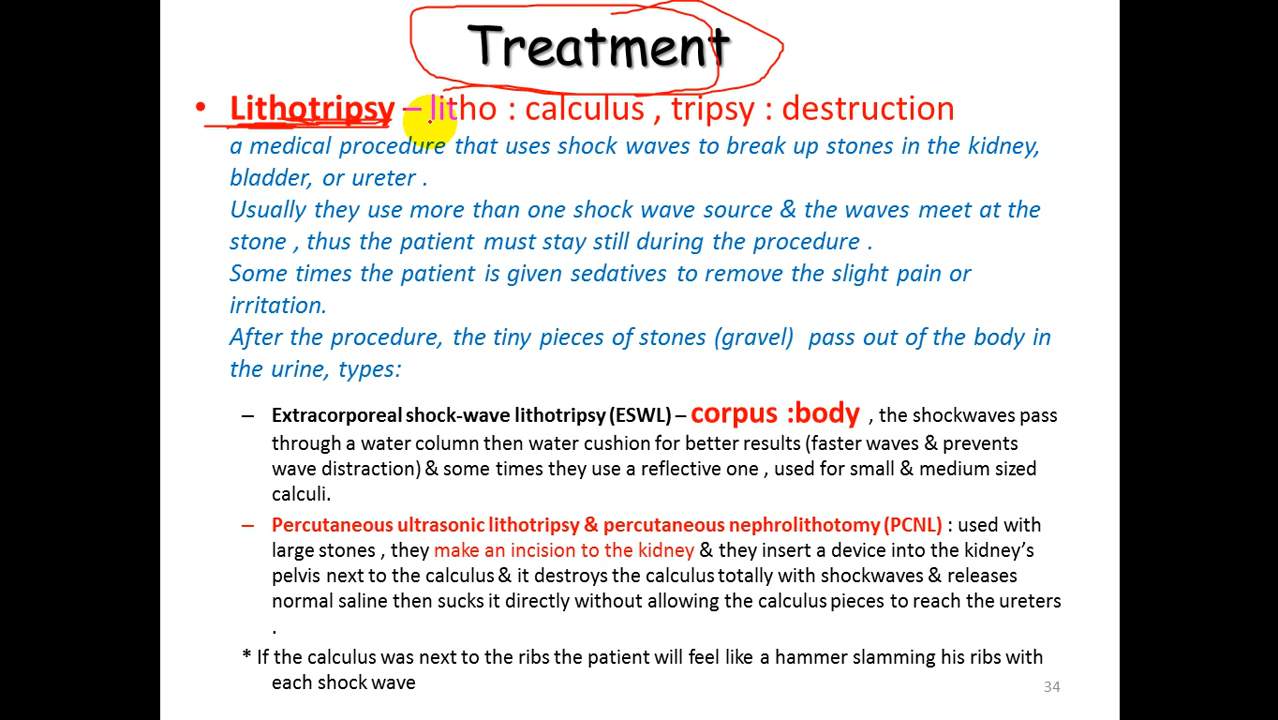 Treatment
• Lithotripsy – litho : calculus , tripsy : destruction
a medical procedure that uses shock waves to break up stones in the kidney,
bladder, or ureter .
Usually they use more than one shock wave source & the waves meet at the
stone , thus the patient must stay still during the procedure .
Some times the patient is given sedatives to remove the slight pain or
irritation.
After the procedure, the tiny pieces of stones (gravel)  pass out of the body in
the urine, types:
– Extracorporeal shock-wave lithotripsy (ESWL) – corpus :body , the shockwaves pass
through a water column then water cushion for better results (faster waves & prevents
wave distraction) & some times they use a reflective one , used for small & medium sized
calculi.
– Percutaneous ultrasonic lithotripsy & percutaneous nephrolithotomy (PCNL) : used with
large stones , they make an incision to the kidney & they insert a device into the kidney's
pelvis next to the calculus & it destroys the calculus totally with shockwaves & releases
normal saline then sucks it directly without allowing the calculus pieces to reach the ureters
.
* If the calculus was next to the ribs the patient will feel like a hammer slamming his ribs with
each shock wave
34